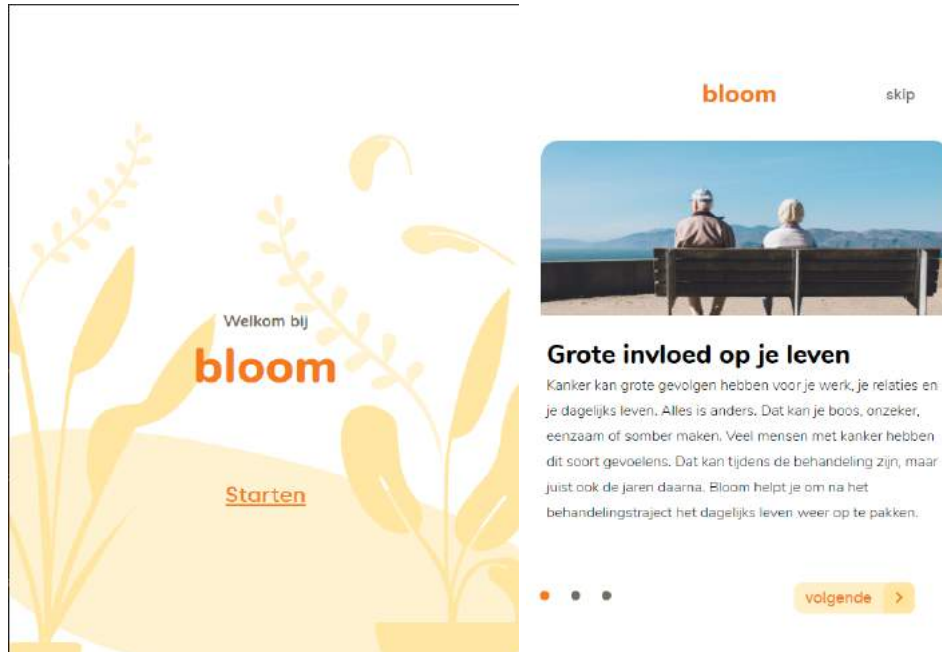 Welkom bij
bloom
Starten
bloom
skip
Grote invloed op je leven
Kanker kan grote gevolgen hebben voor je werk, je relaties en
je dagelijks leven. Alles is anders. Dat kan je boos, onzeker,
eenzaam of somber maken. Veel mensen met kanker hebben
dit soort gevoelens. Dat kan tijdens de behandeling zijn, maar
juist ook de jaren daarna. Bloom helpt je om na het
behandelingstraject het dagelijks leven weer op te pakken.
volgende